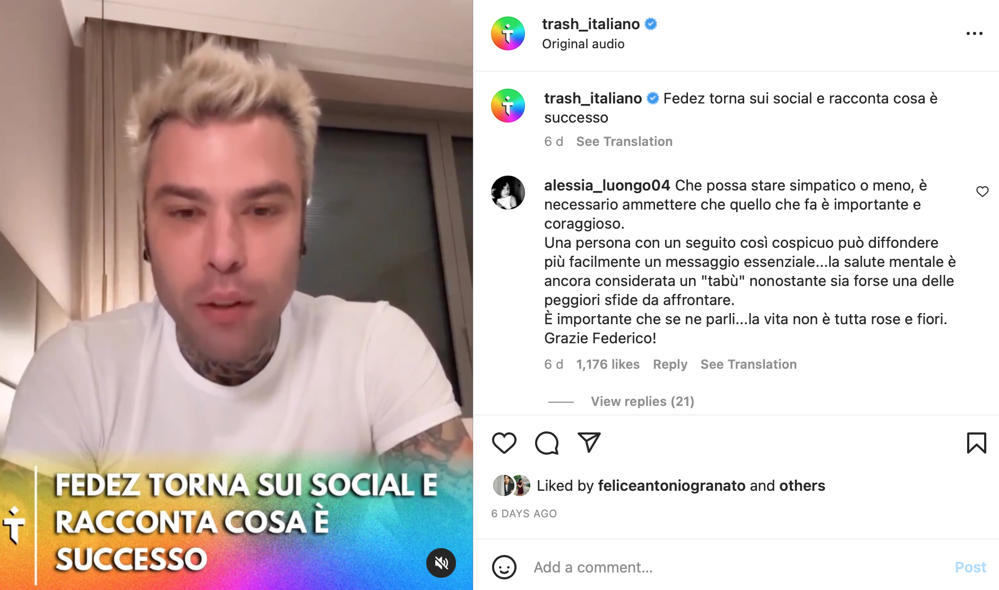 FEDEZ TORNA SUI SOCIAL E
RACCONTA COSA È
SUCCESSO
trash_italiano
Original audio
trash_italiano Fedez torna sui social e racconta cosa è
successo
6 d See Translation
alessia_luongo04 Che possa stare simpatico o meno, è
necessario ammettere che quello che fa è importante e
coraggioso.
Una persona con un seguito così cospicuo può diffondere
più facilmente un messaggio essenziale...la salute mentale è
ancora considerata un "tabù" nonostante sia forse una delle
peggiori sfide da affrontare.
È importante che se ne parli...la vita non è tutta rose e fiori.
Grazie Federico!
6 d 1,176 likes Reply See Translation
View replies (21)
Liked by feliceantoniogranato and others
6 DAYS AGO
Add a comment...
Post